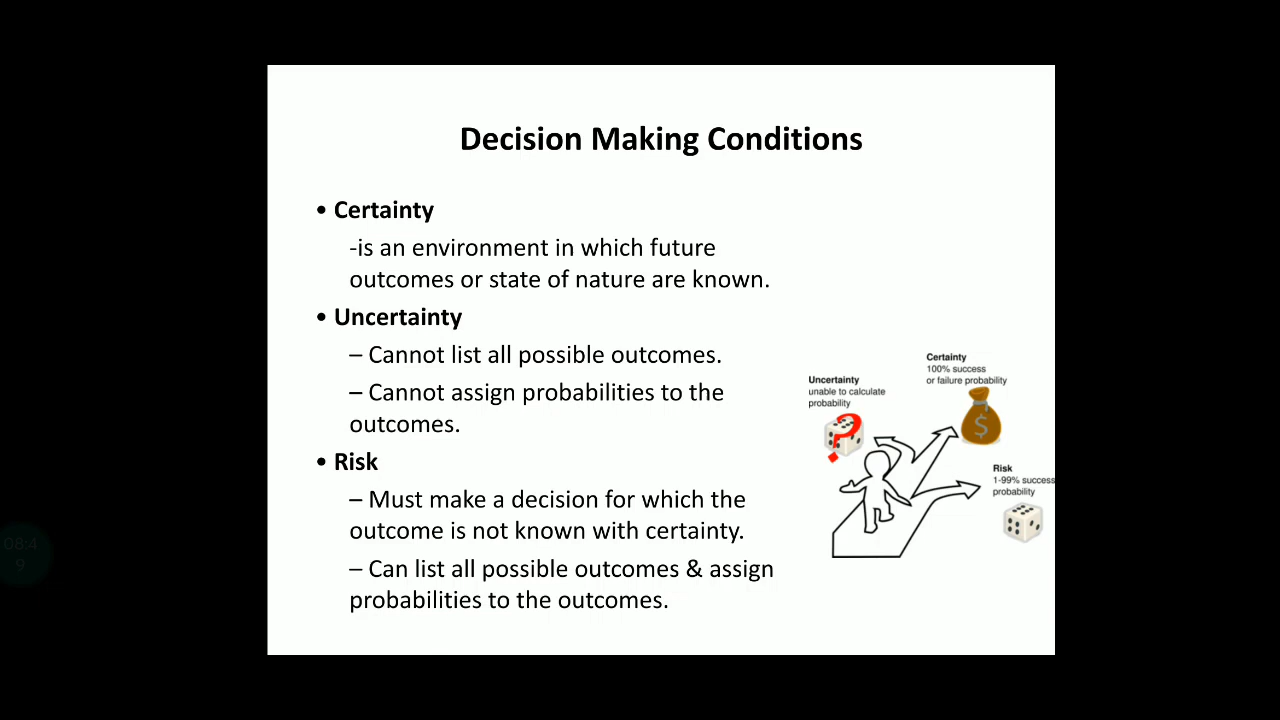 Decision Making Conditions
• Certainty
-is an environment in which future
outcomes or state of nature are known.
• Uncertainty
– Cannot list all possible outcomes.
– Cannot assign probabilities to the
outcomes.
• Risk
– Must make a decision for which the
outcome is not known with certainty.
– Can list all possible outcomes & assign
probabilities to the outcomes.
Uncertainty
unable to calculate
probability
Certainty
100% success
or failure probability
Risk
1-99% success
probability
08:4
9